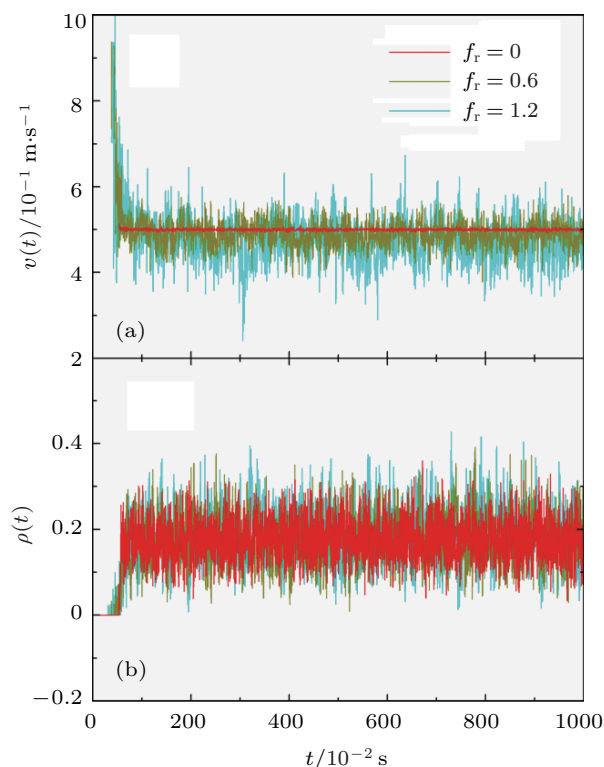 10
8
6
4
2
v(t)/10⁻¹ m·s⁻¹
f_r = 0
f_r = 0.6
f_r = 1.2
(a)
0.4
0.2
0
−0.2
ρ(t)
(b)
0 200 400 600 800 1000
t/10⁻² s